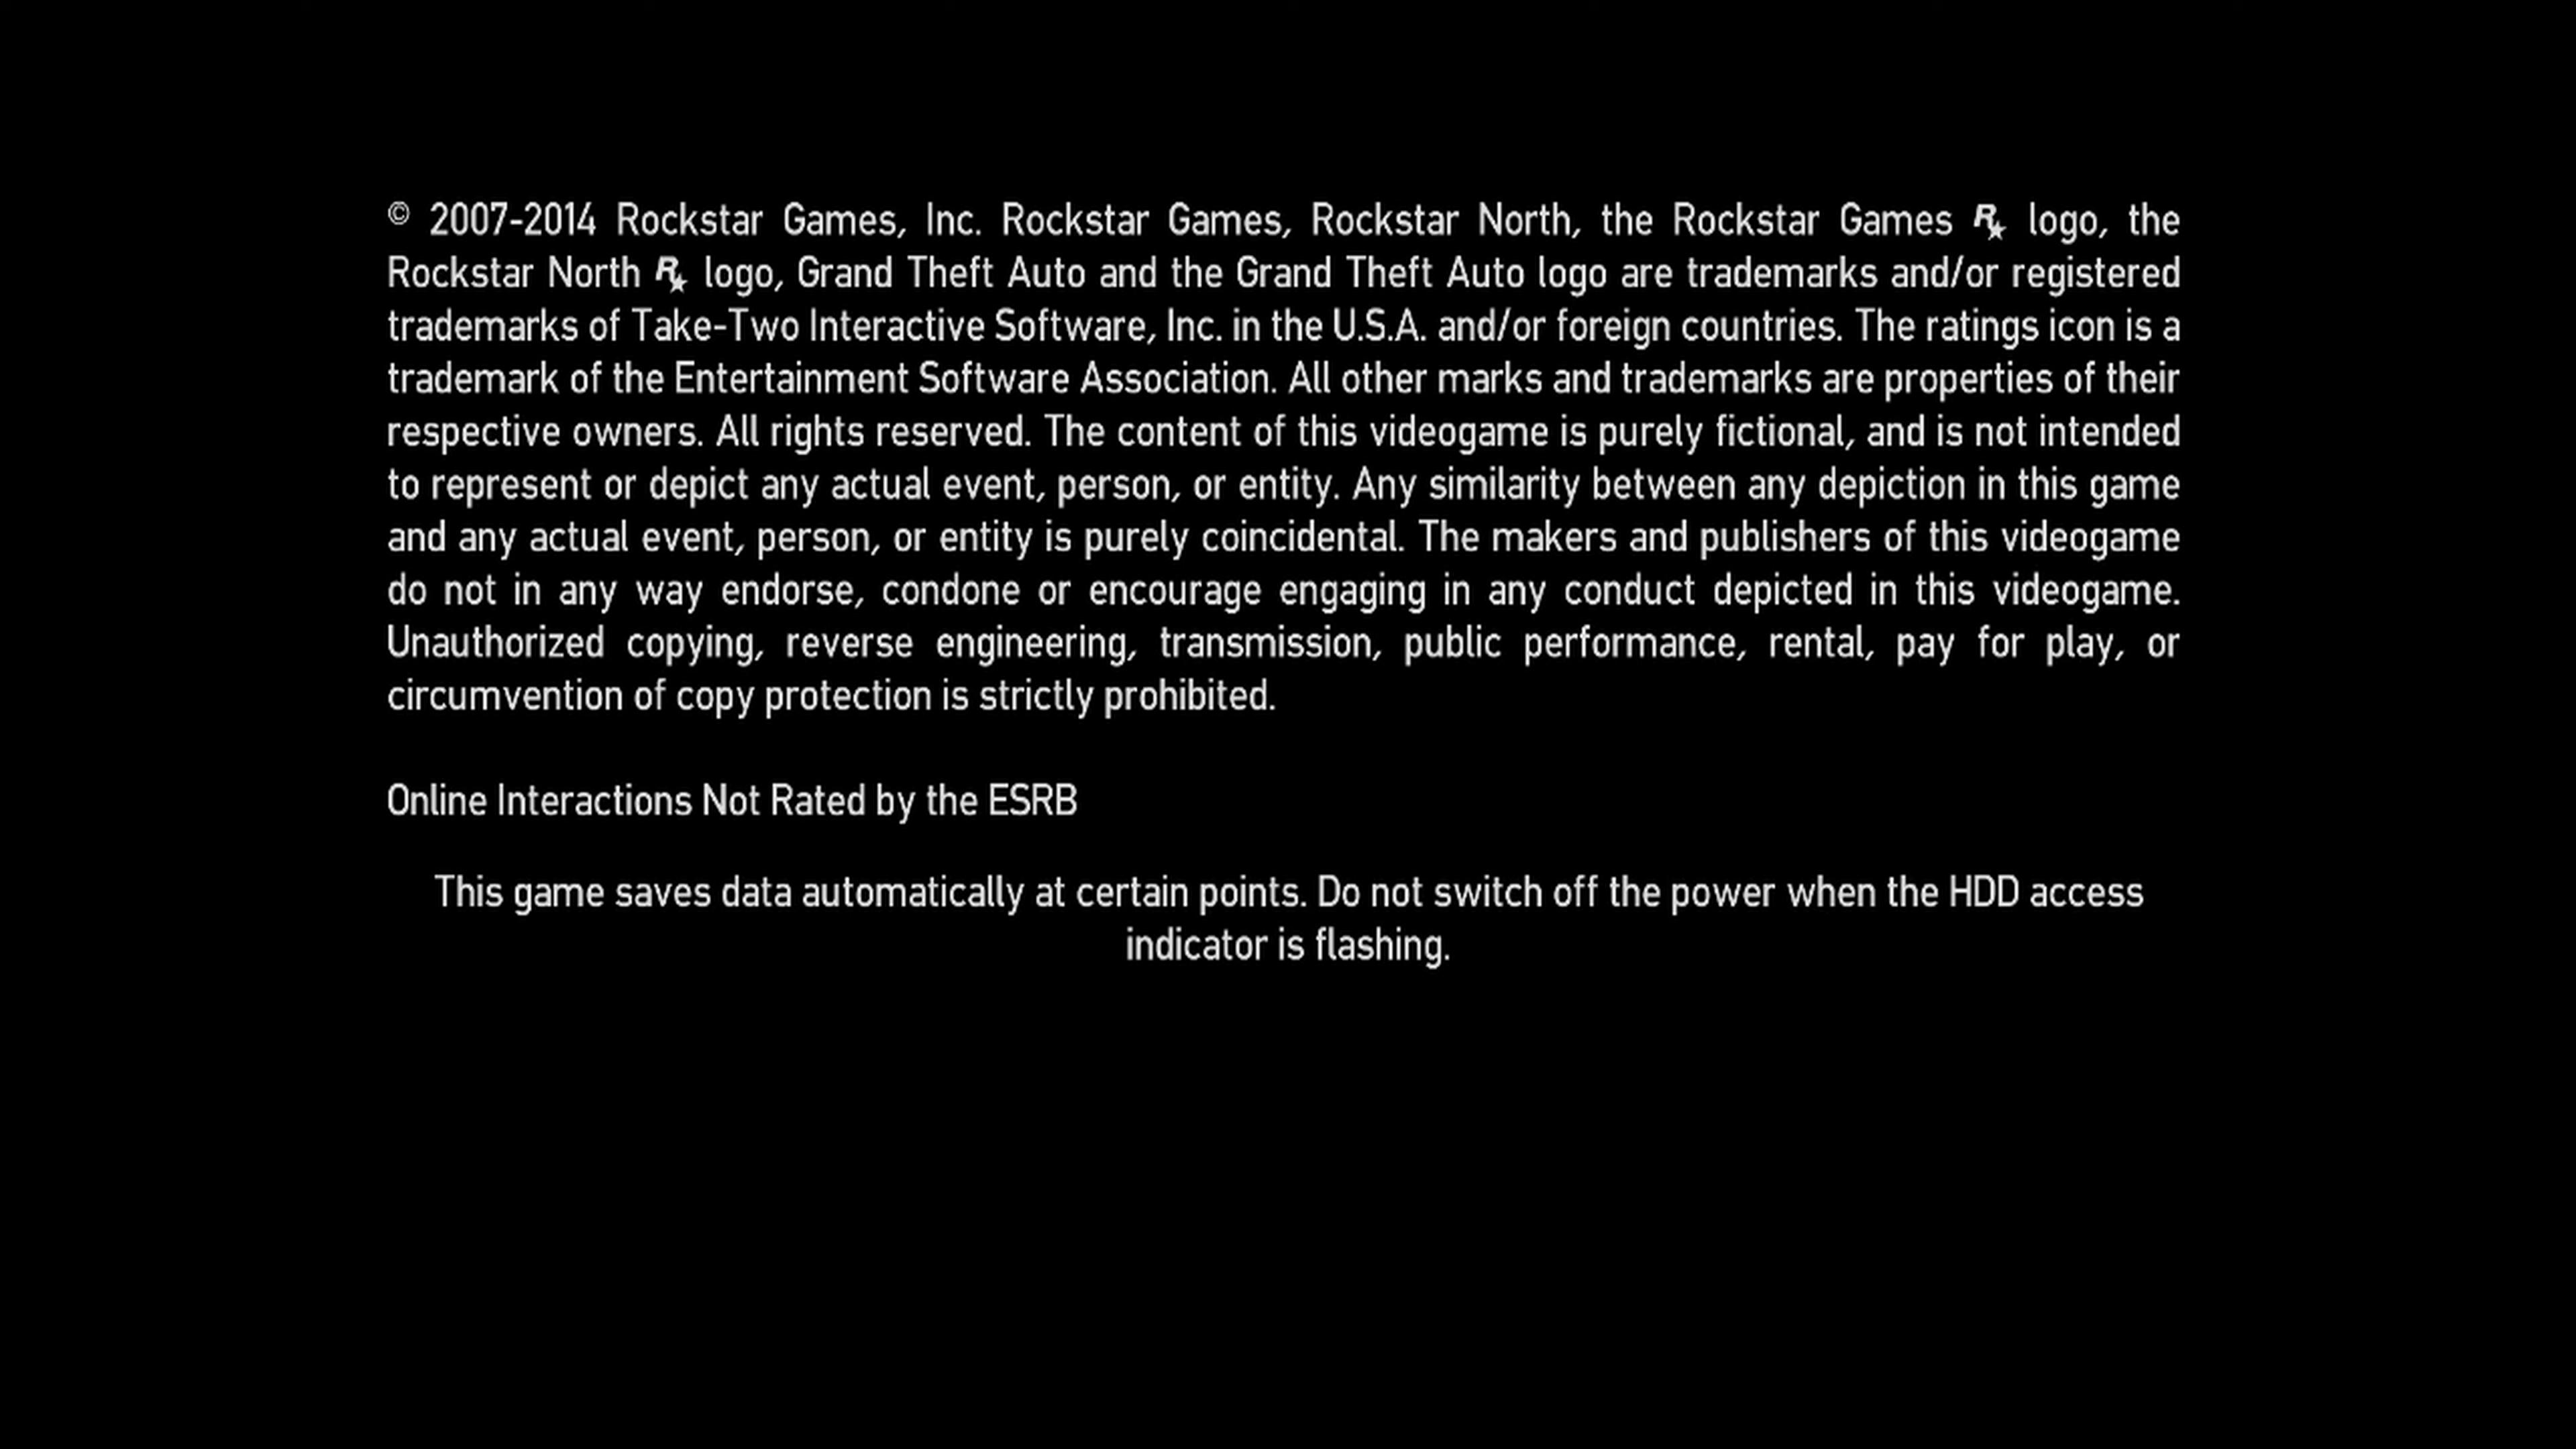 © 2007-2014 Rockstar Games, Inc. Rockstar Games, Rockstar North, the Rockstar Games R★ logo, the
Rockstar North R★ logo, Grand Theft Auto and the Grand Theft Auto logo are trademarks and/or registered
trademarks of Take-Two Interactive Software, Inc. in the U.S.A. and/or foreign countries. The ratings icon is a
trademark of the Entertainment Software Association. All other marks and trademarks are properties of their
respective owners. All rights reserved. The content of this videogame is purely fictional, and is not intended
to represent or depict any actual event, person, or entity. Any similarity between any depiction in this game
and any actual event, person, or entity is purely coincidental. The makers and publishers of this videogame
do not in any way endorse, condone or encourage engaging in any conduct depicted in this videogame.
Unauthorized copying, reverse engineering, transmission, public performance, rental, pay for play, or
circumvention of copy protection is strictly prohibited.
Online Interactions Not Rated by the ESRB
This game saves data automatically at certain points. Do not switch off the power when the HDD access
indicator is flashing.